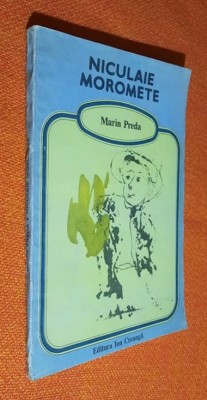 NICULAIE
MOROMETE
Marin Preda
Editura Ion Creangă